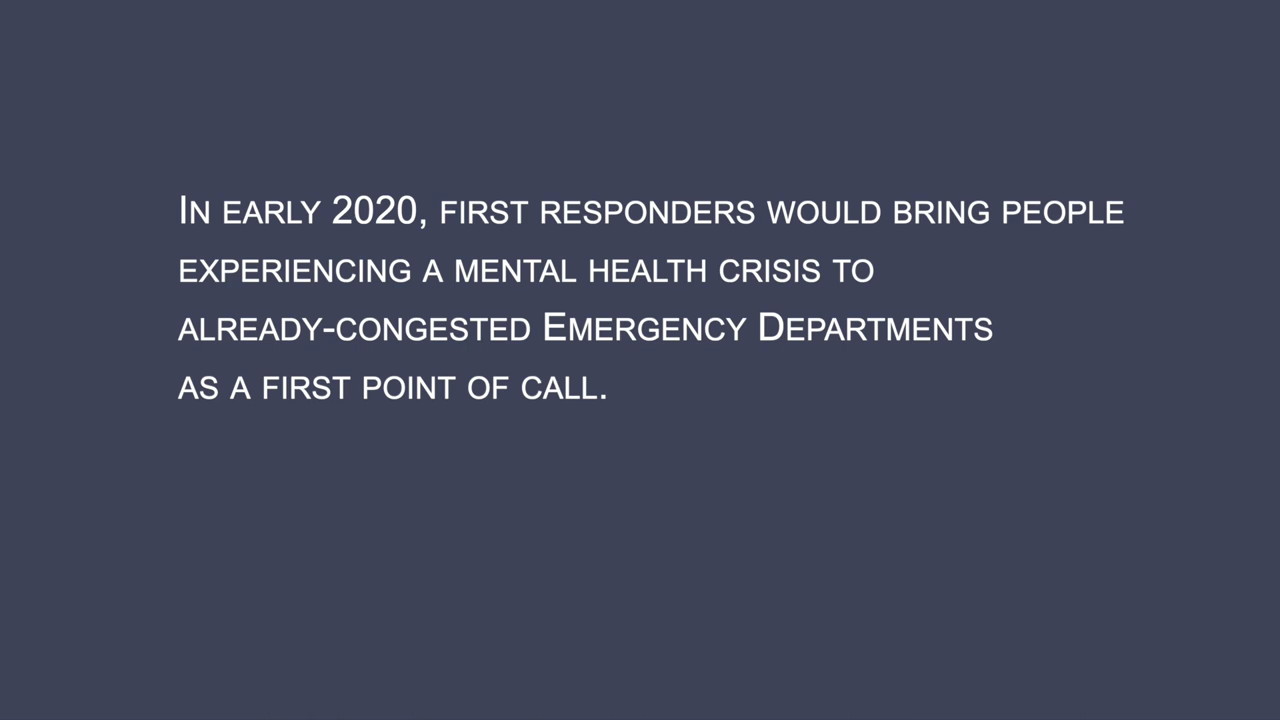 In early 2020, first responders would bring people
experiencing a mental health crisis to
already-congested Emergency Departments
as a first point of call.